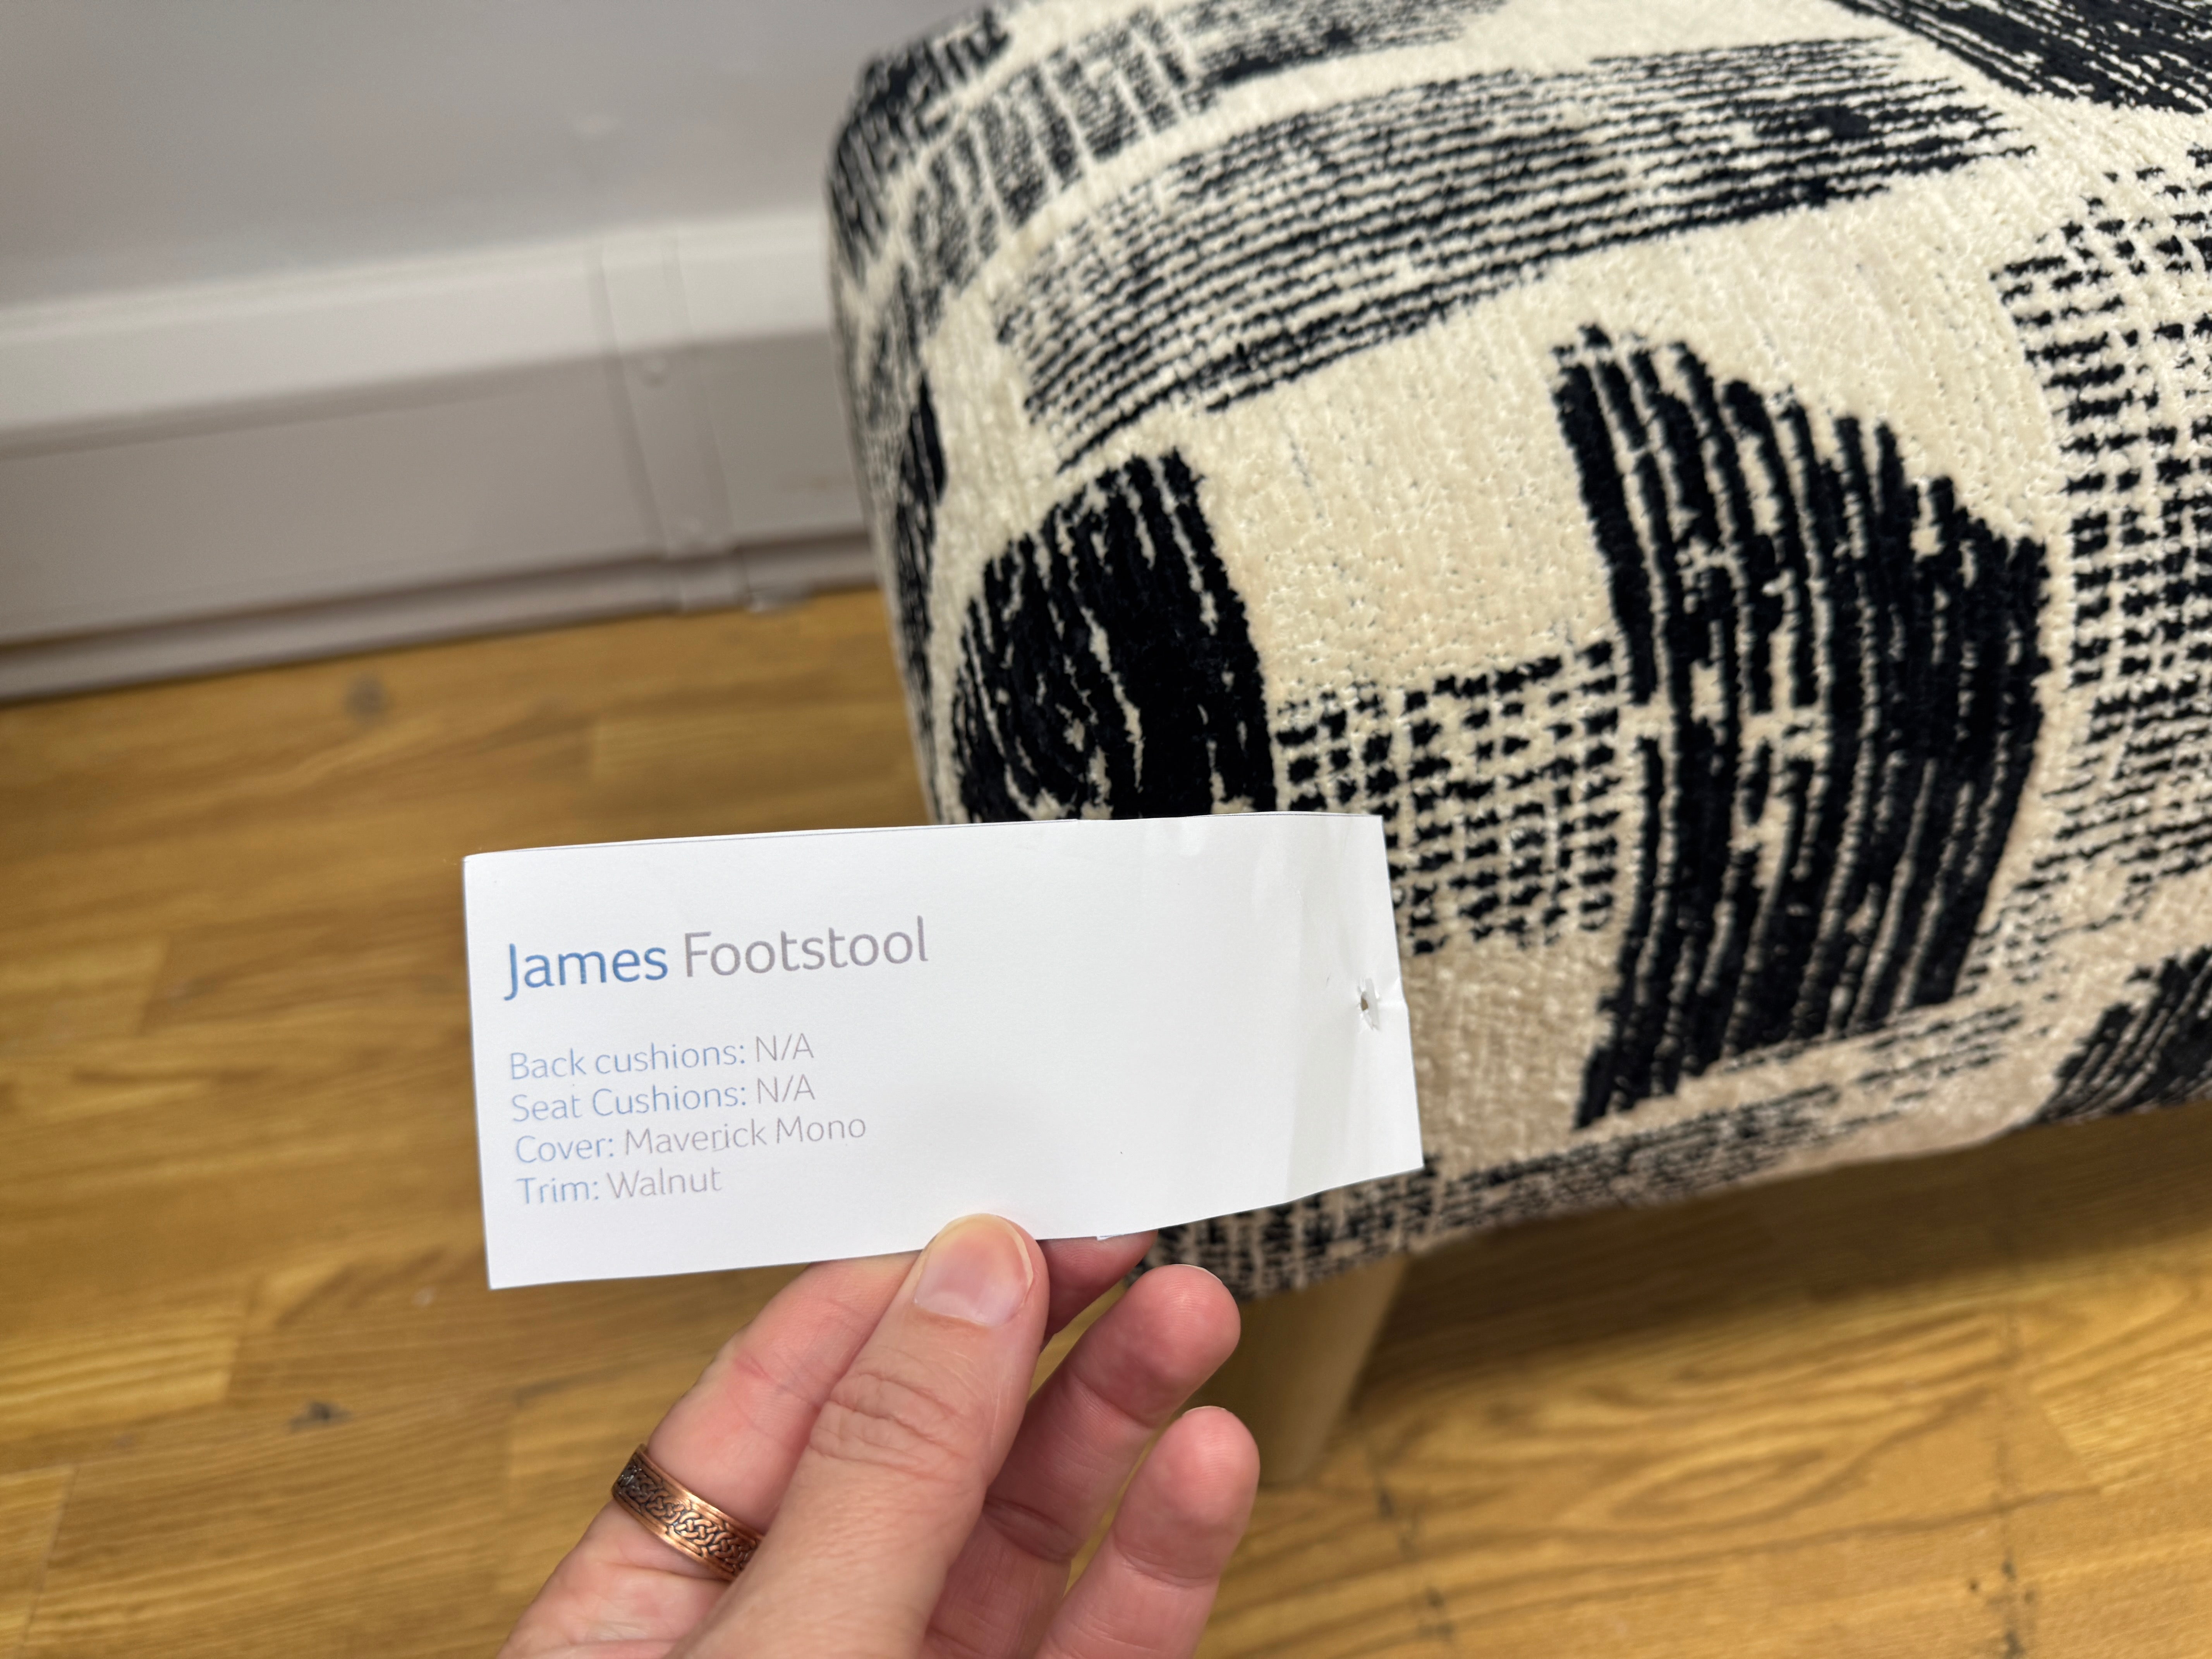 James Footstool
Back cushions: N/A
Seat Cushions: N/A
Cover: Maverick Mono
Trim: Walnut